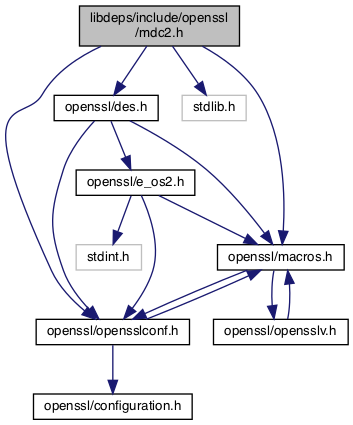 libdeps/include/openssl
/mdc2.h
openssl/des.h
stdlib.h
openssl/e_os2.h
stdint.h
openssl/macros.h
openssl/opensslconf.h
openssl/opensslv.h
openssl/configuration.h